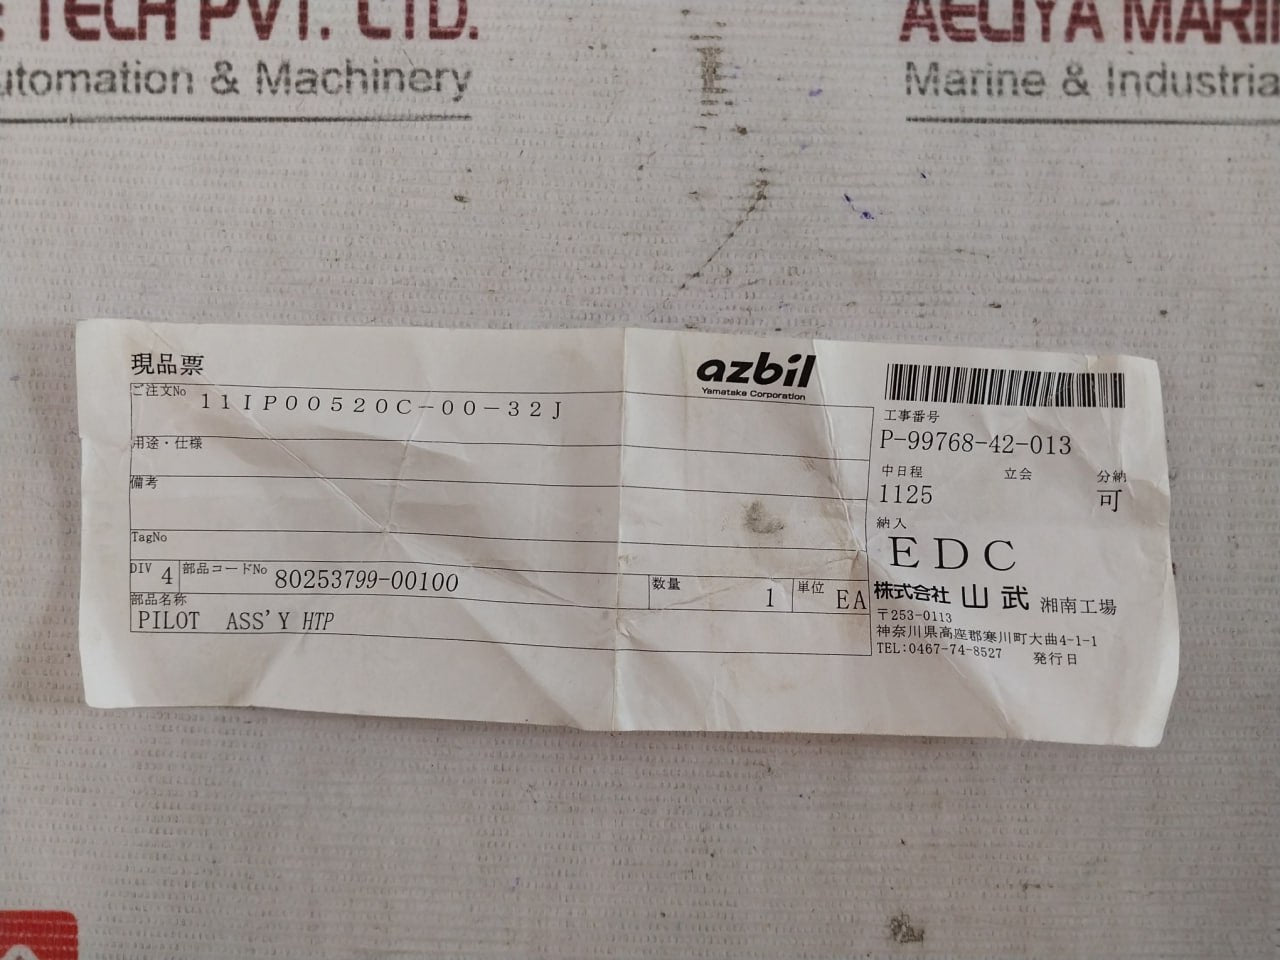 E TECH PVT. LTD.
utomation & Machinery
AELIYA MARI
Marine & Industria
現品票
azbil
Yamatake Corporation
ご注文No 11IP00520C-00-32J
用途・仕様
備考
TagNo
DIV 4 部品コードNo 80253799-00100 数量 1 単位 EA
部品名称
PILOT ASS'Y HTP
工事番号
P-99768-42-013
中日程 立会 分納
1125 可
納入
EDC
株式会社 山武 湘南工場
〒253-0113
神奈川県高座郡寒川町大曲4-1-1
TEL:0467-74-8527 発行日